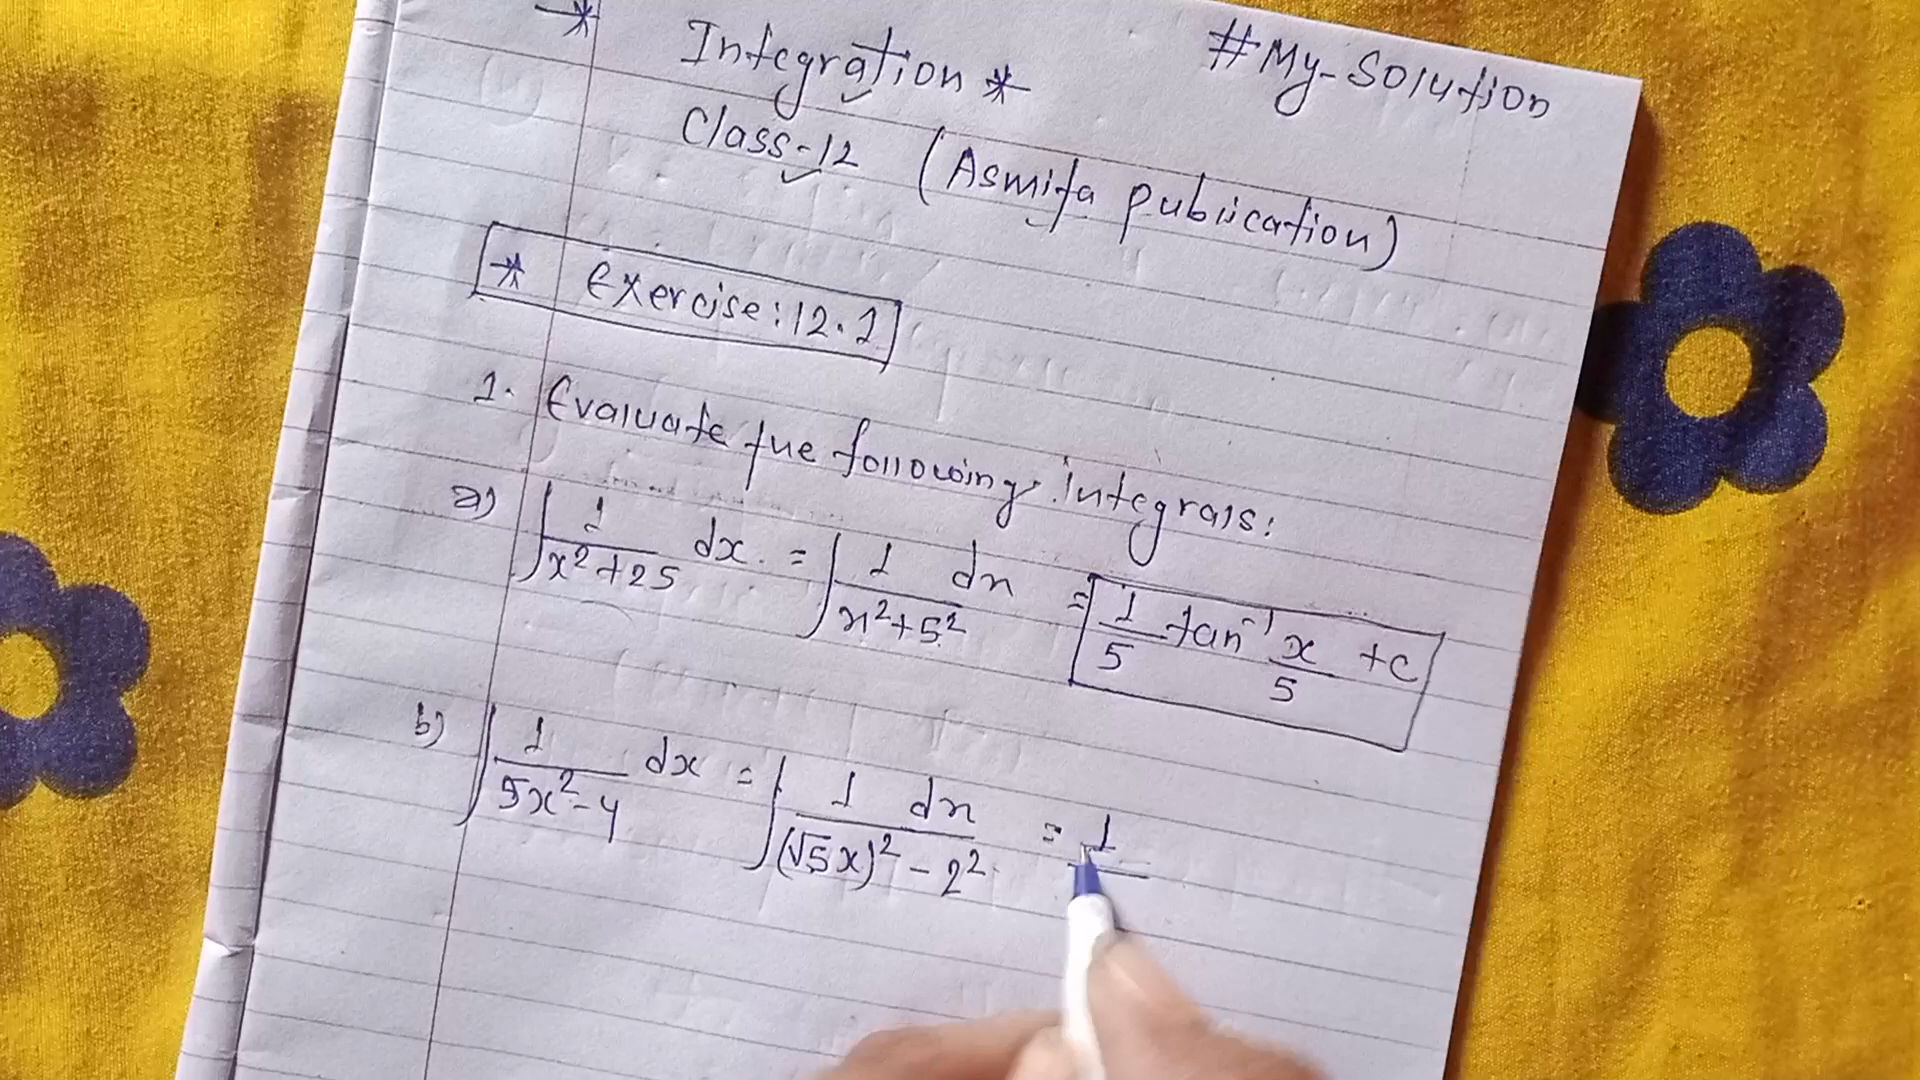 * Integration * #My-Solution
Class-12 (Asmita publication)
* Exercise: 12.1
1. Evaluate the following integrals:
a) ∫ 1/(x²+25) dx. = ∫ 1/(x²+5²) dx = 1/5 tan⁻¹ x/5 + c
b) ∫ 1/(5x²-4) dx = ∫ 1 dx/((√5x)² - 2²) = 1